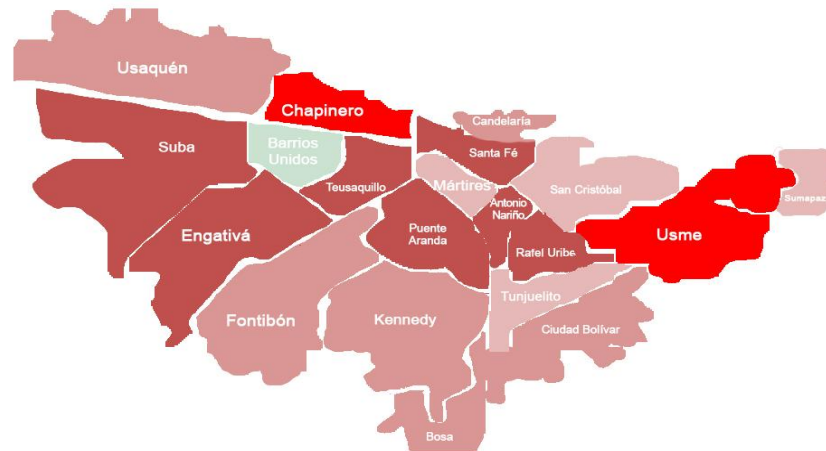 Usaquén
Chapinero
Candelaría
Suba
Barrios
Unidos
Santa Fé
Teusaquillo
Mártires
San Cristóbal
Sumapaz
Antonio
Nariño
Engativá
Puente
Aranda
Usme
Rafel Uribe
Tunjuelito
Fontibón
Kennedy
Ciudad Bolívar
Bosa